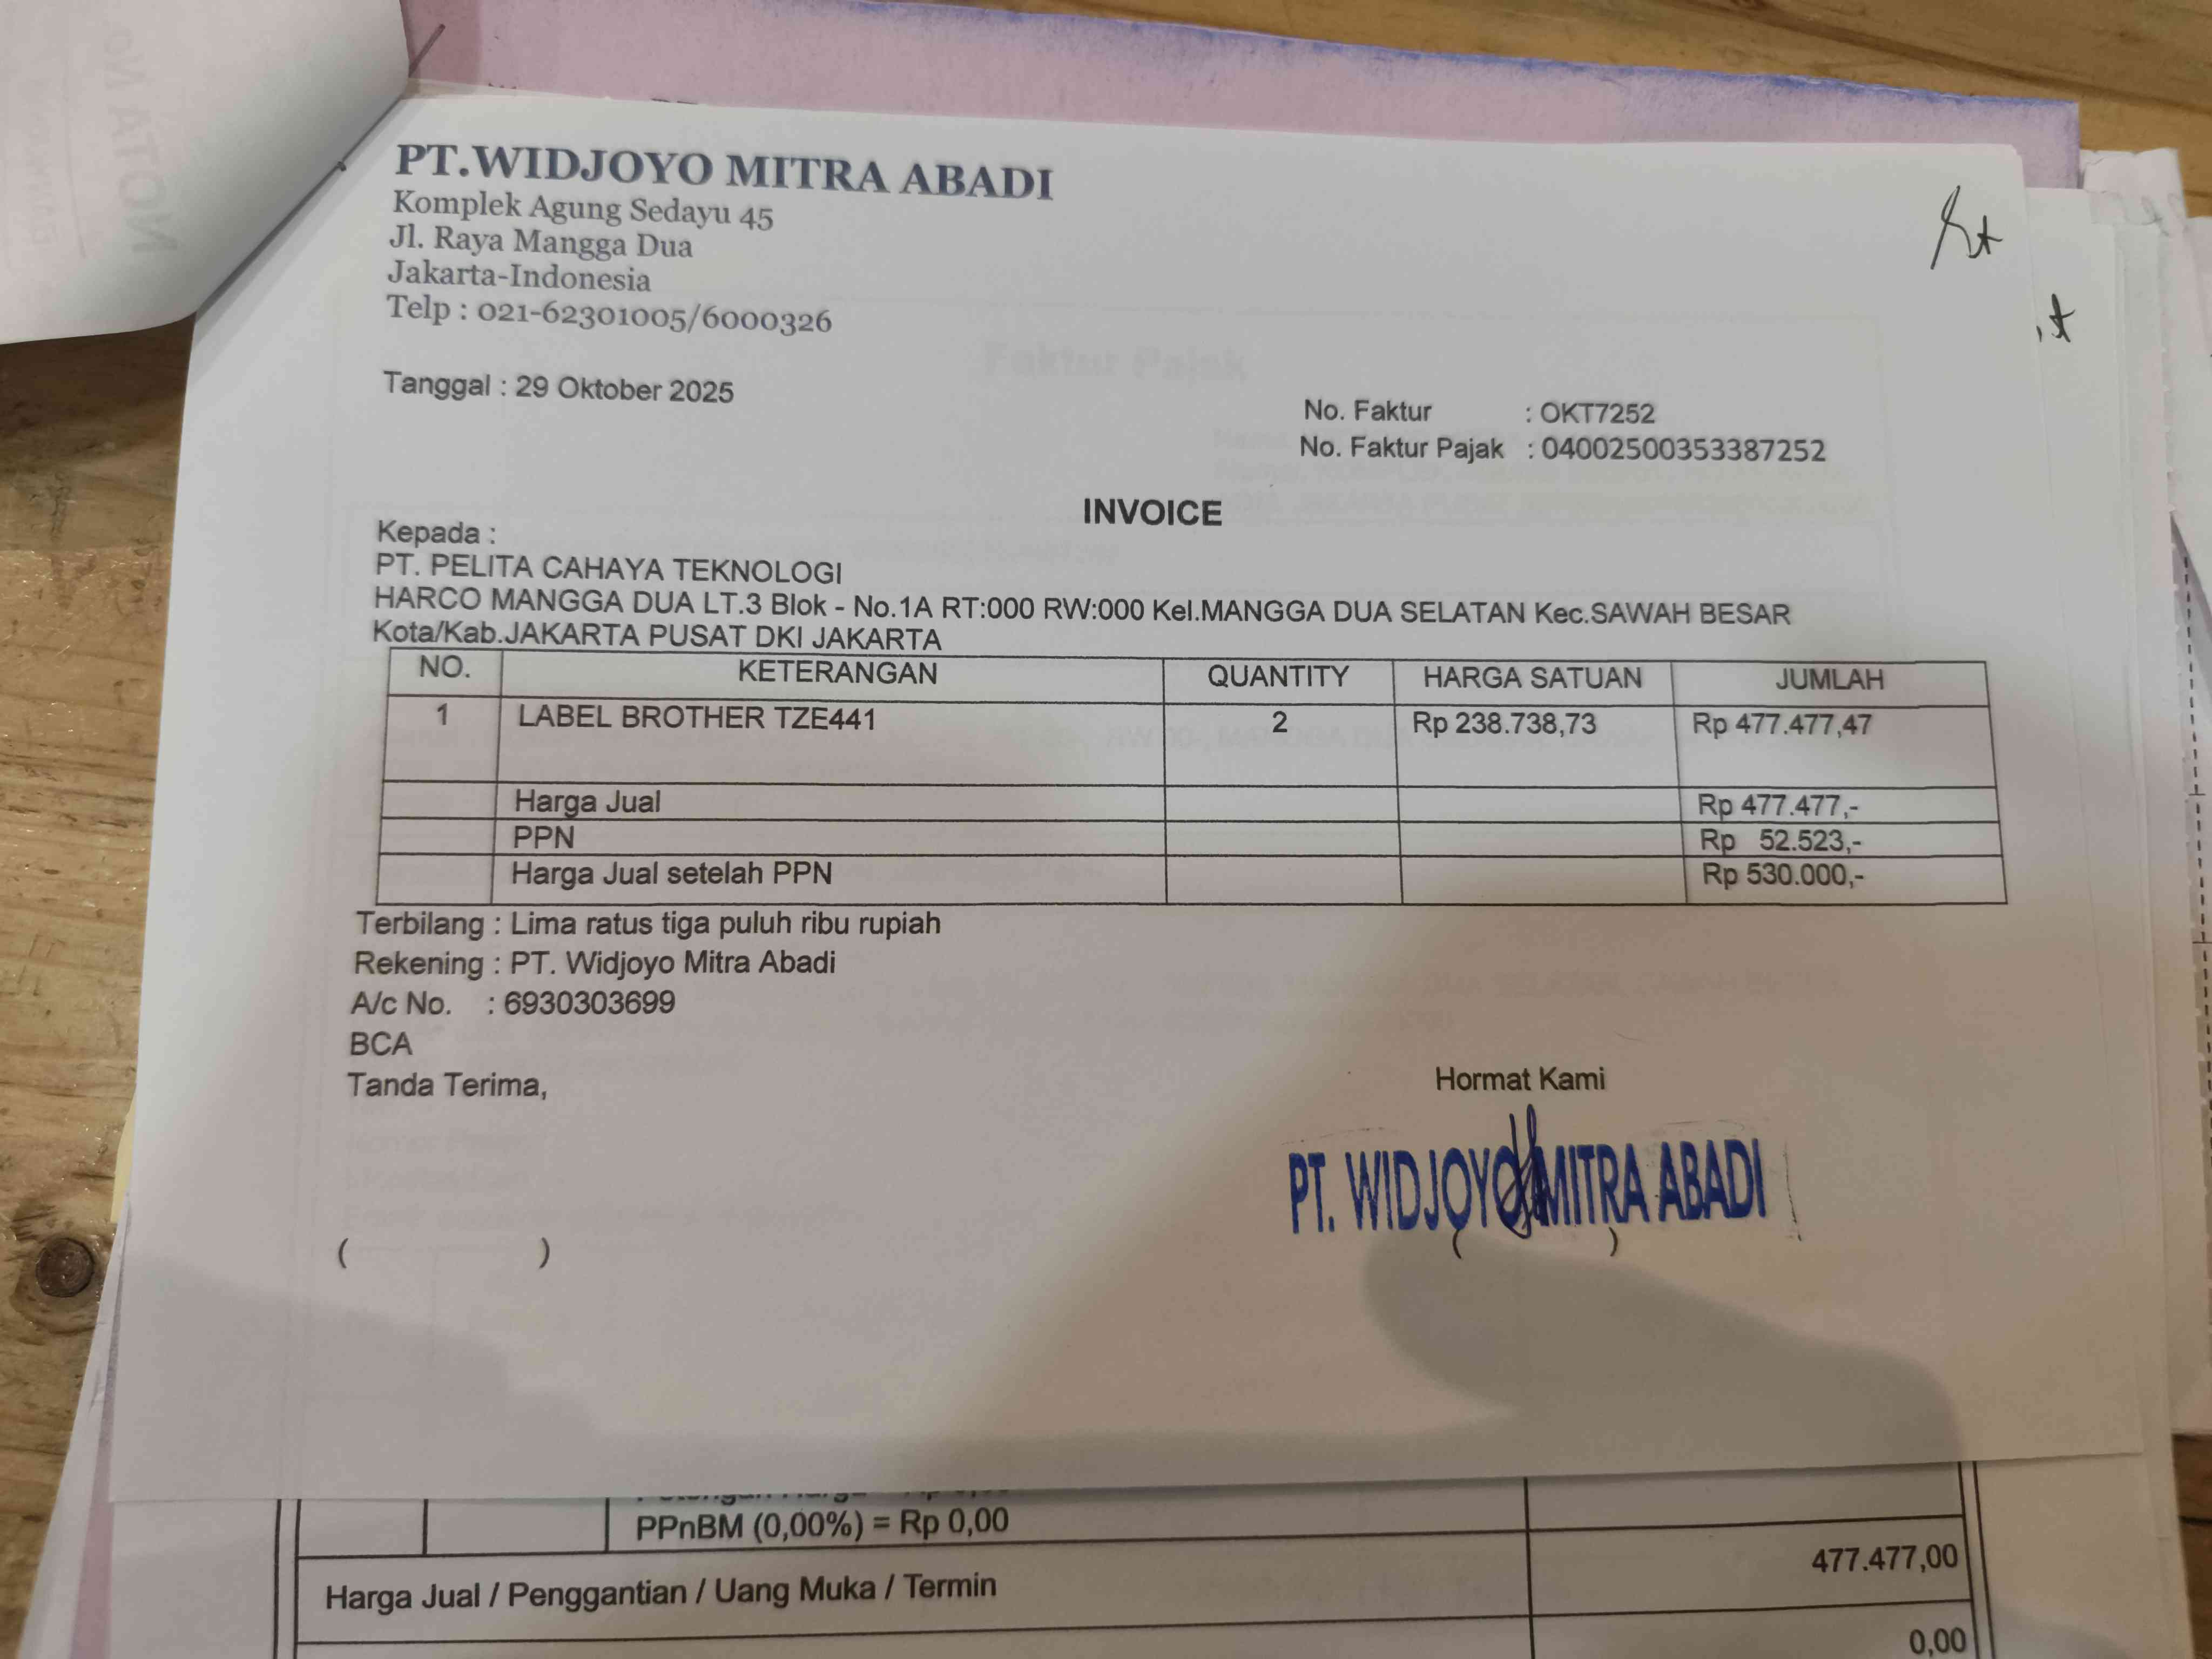 PT.WIDJOYO MITRA ABADI
Komplek Agung Sedayu 45
Jl. Raya Mangga Dua
Jakarta-Indonesia
Telp : 021-62301005/6000326
Tanggal : 29 Oktober 2025
No. Faktur : OKT7252
No. Faktur Pajak : 04002500353387252
INVOICE
Kepada :
PT. PELITA CAHAYA TEKNOLOGI
HARCO MANGGA DUA LT.3 Blok - No.1A RT:000 RW:000 Kel.MANGGA DUA SELATAN Kec.SAWAH BESAR
Kota/Kab.JAKARTA PUSAT DKI JAKARTA
NO. KETERANGAN QUANTITY HARGA SATUAN JUMLAH
1 LABEL BROTHER TZE441 2 Rp 238.738,73 Rp 477.477,47
Harga Jual Rp 477.477,-
PPN Rp 52.523,-
Harga Jual setelah PPN Rp 530.000,-
Terbilang : Lima ratus tiga puluh ribu rupiah
Rekening : PT. Widjoyo Mitra Abadi
A/c No. : 6930303699
BCA
Tanda Terima,
Hormat Kami
PT. WIDJOYO MITRA ABADI
( ) ( )
PPnBM (0,00%) = Rp 0,00
Harga Jual / Penggantian / Uang Muka / Termin 477.477,00
0,00